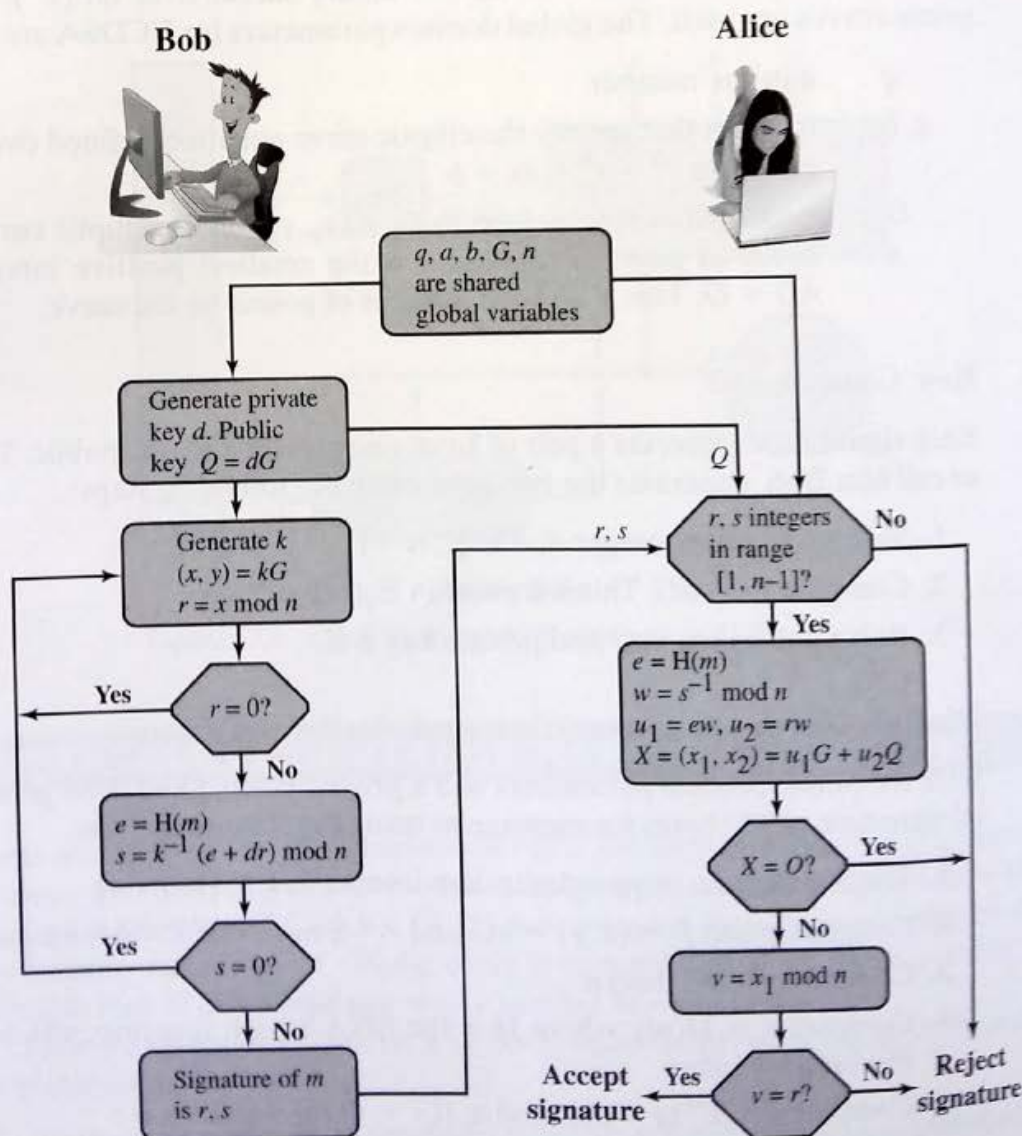 Bob
Alice
q, a, b, G, n
are shared
global variables
Generate private
key d. Public
key Q = dG
Q
Generate k
(x, y) = kG
r = x mod n
r, s
r, s integers
in range
[1, n–1]?
No
Yes
Yes
r = 0?
No
e = H(m)
w = s⁻¹ mod n
u₁ = ew, u₂ = rw
X = (x₁, x₂) = u₁G + u₂Q
e = H(m)
s = k⁻¹ (e + dr) mod n
X = O?
Yes
No
Yes
s = 0?
No
v = x₁ mod n
Signature of m
is r, s
Accept
signature
Yes
v = r?
No
Reject
signature